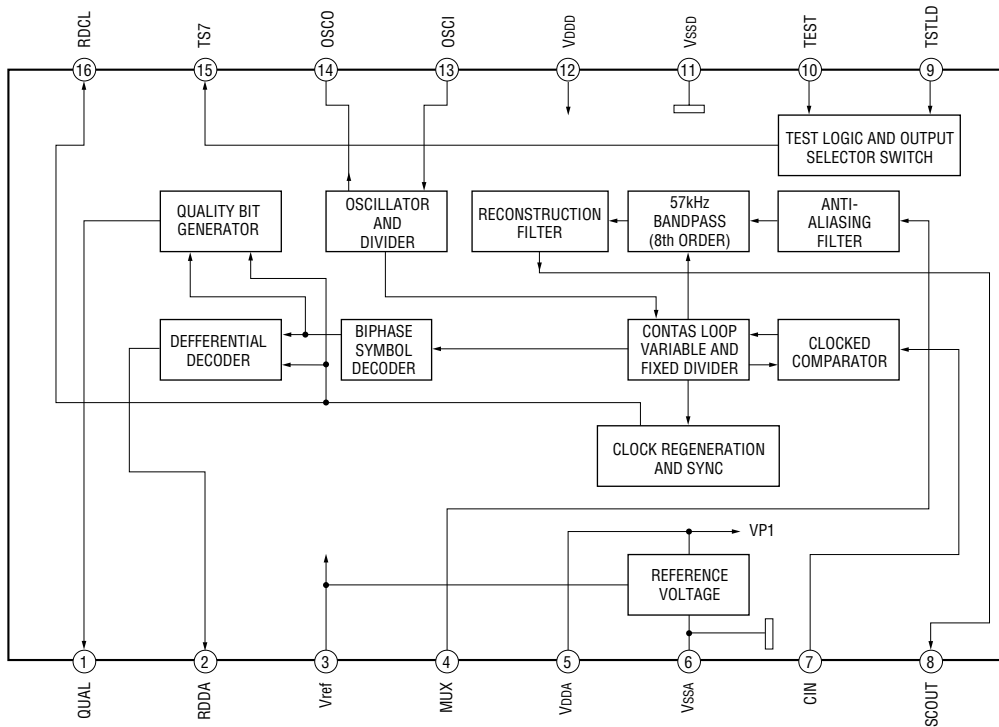 RDCL
TS7
OSCO
OSCI
VDDD
VSSD
TEST
TSTLD
16
15
14
13
12
11
10
9
TEST LOGIC AND OUTPUT
SELECTOR SWITCH
QUALITY BIT
GENERATOR
OSCILLATOR
AND
DIVIDER
RECONSTRUCTION
FILTER
57kHz
BANDPASS
(8th ORDER)
ANTI-
ALIASING
FILTER
DEFFERENTIAL
DECODER
BIPHASE
SYMBOL
DECODER
CONTAS LOOP
VARIABLE AND
FIXED DIVIDER
CLOCKED
COMPARATOR
CLOCK REGENERATION
AND SYNC
VP1
REFERENCE
VOLTAGE
1
2
3
4
5
6
7
8
QUAL
RDDA
Vref
MUX
VDDA
VSSA
CIN
SCOUT